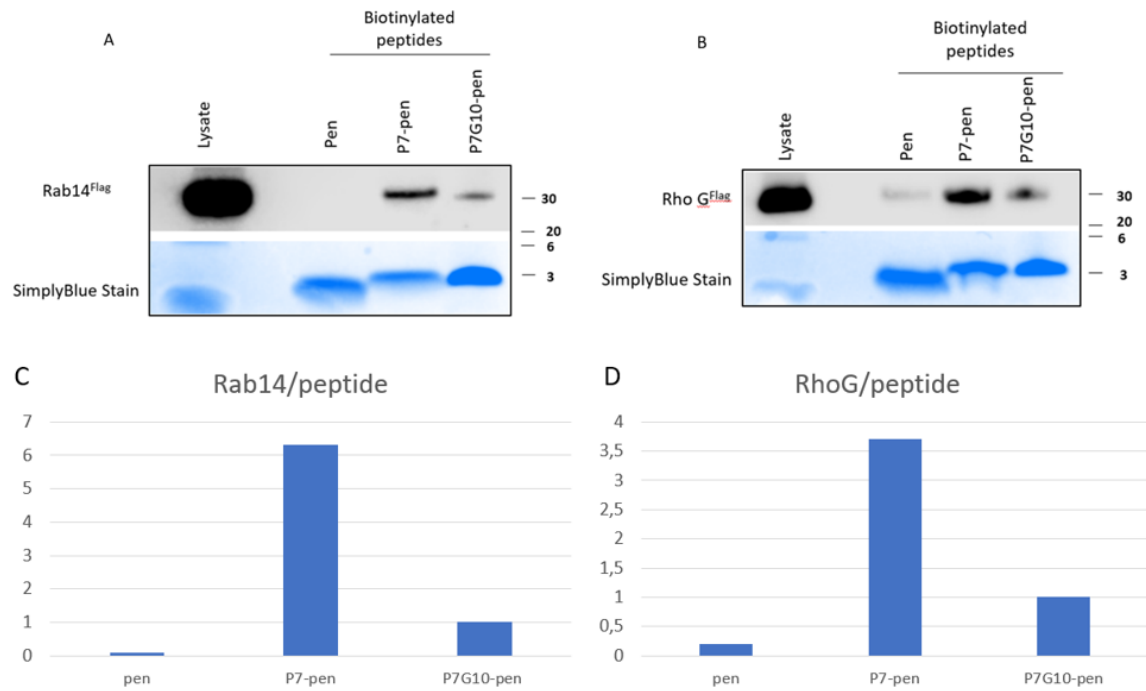 A
Biotinylated
peptides
Lysate
Pen
P7-pen
P7G10-pen
Rab14Flag
30
20
6
SimplyBlue Stain
3
B
Biotinylated
peptides
Lysate
Pen
P7-pen
P7G10-pen
Rho GFlag
30
20
6
SimplyBlue Stain
3
C
Rab14/peptide
7
6
5
4
3
2
1
0
pen
P7-pen
P7G10-pen
D
RhoG/peptide
4
3,5
3
2,5
2
1,5
1
0,5
0
pen
P7-pen
P7G10-pen